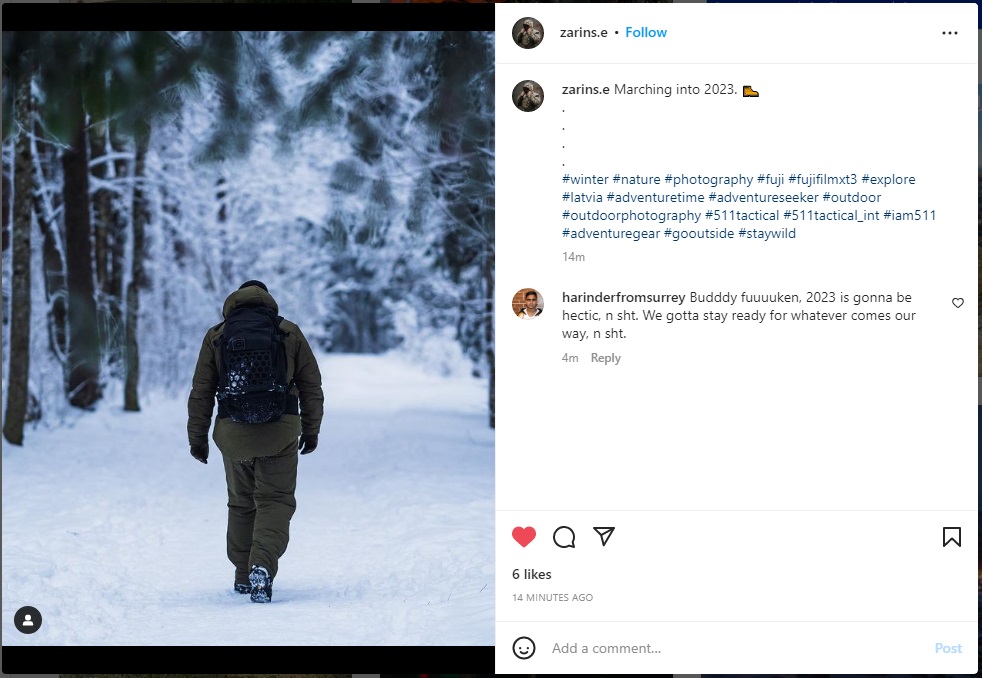 zarins.e • Follow
zarins.e Marching into 2023. 🥾
.
.
.
.
#winter #nature #photography #fuji #fujifilmxt3 #explore
#latvia #adventuretime #adventureseeker #outdoor
#outdoorphotography #511tactical #511tactical_int #iam511
#adventuregear #gooutside #staywild
14m
harinderfromsurrey Budddy fuuuuken, 2023 is gonna be
hectic, n sht. We gotta stay ready for whatever comes our
way, n sht.
4m Reply
6 likes
14 MINUTES AGO
Add a comment...
Post